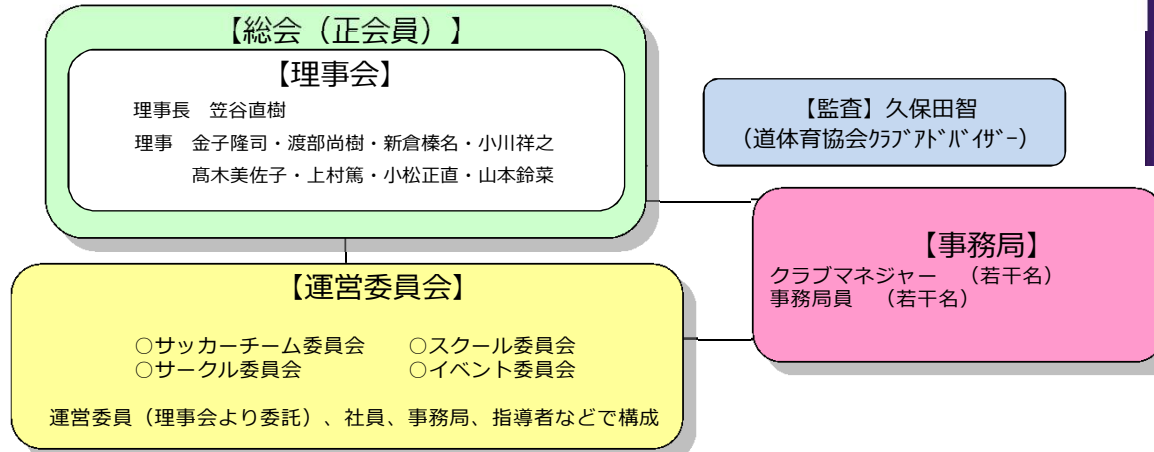 【総会（正会員）】
【理事会】
理事長　笠谷直樹
理事　金子隆司・渡部尚樹・新倉榛名・小川祥之
髙木美佐子・上村篤・小松正直・山本鈴菜
【監査】久保田智
(道体育協会ｸﾗﾌﾞｱﾄﾞﾊﾞｲｻﾞｰ)
【事務局】
クラブマネジャー　（若干名）
事務局員　（若干名）
【運営委員会】
○サッカーチーム委員会　　○スクール委員会
○サークル委員会　　○イベント委員会
運営委員（理事会より委託）、社員、事務局、指導者などで構成